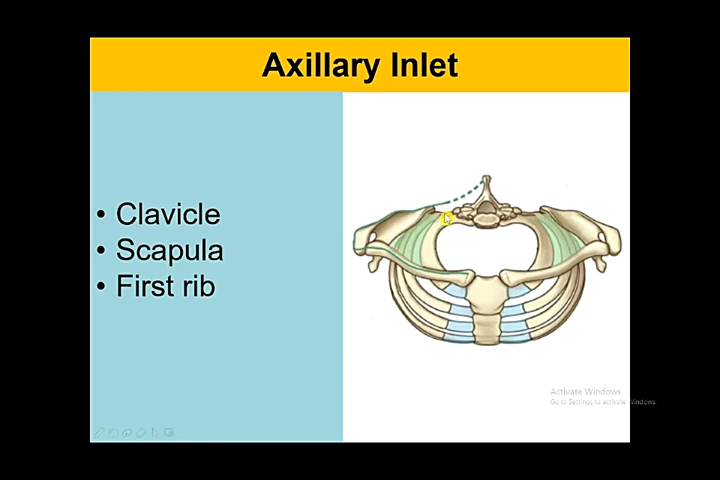 Axillary Inlet
• Clavicle
• Scapula
• First rib
Activate Windows
Go to Settings to activate Windows.